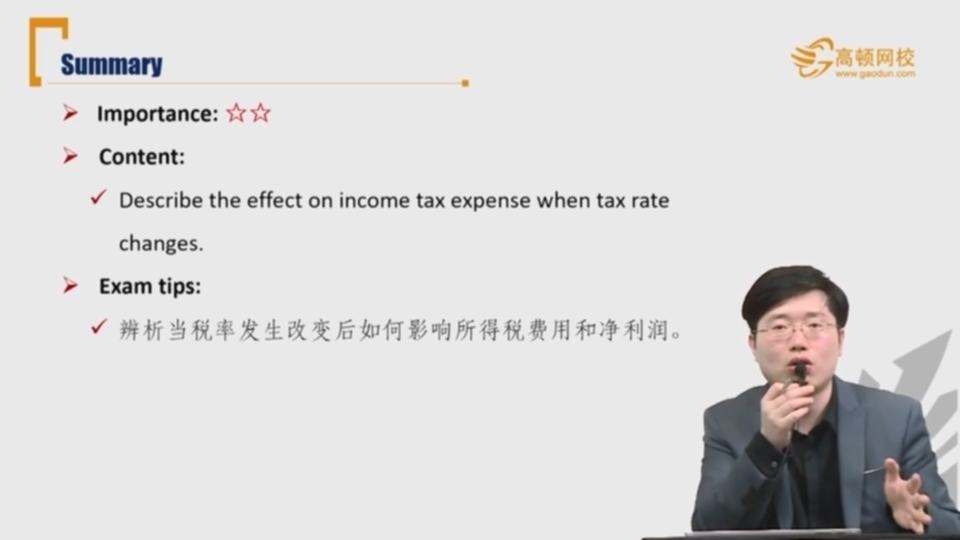 Summary
高顿网校
www.gaodun.com
Importance: ☆☆
Content:
Describe the effect on income tax expense when tax rate
changes.
Exam tips:
辨析当税率发生改变后如何影响所得税费用和净利润。